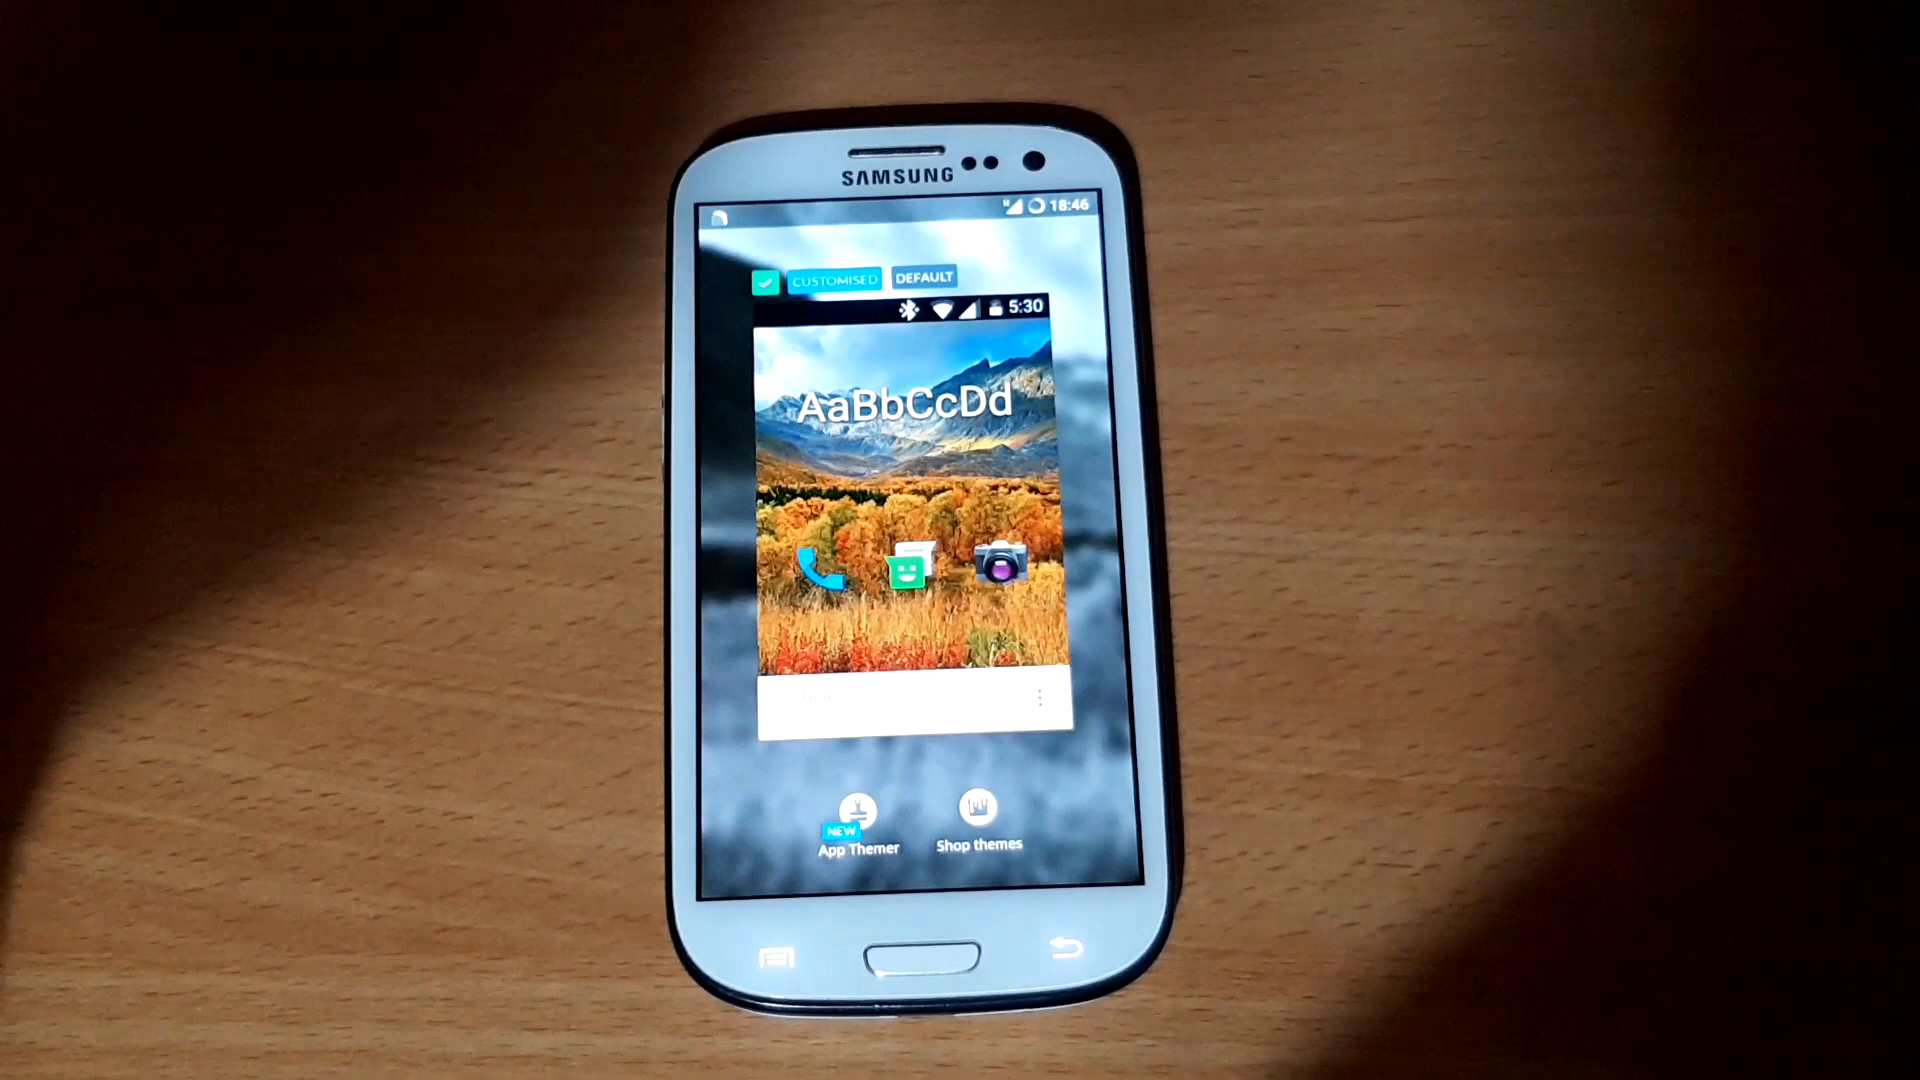 SAMSUNG
H 18:46
CUSTOMISED DEFAULT
5:30
AaBbCcDd
NEW
App Themer Shop themes